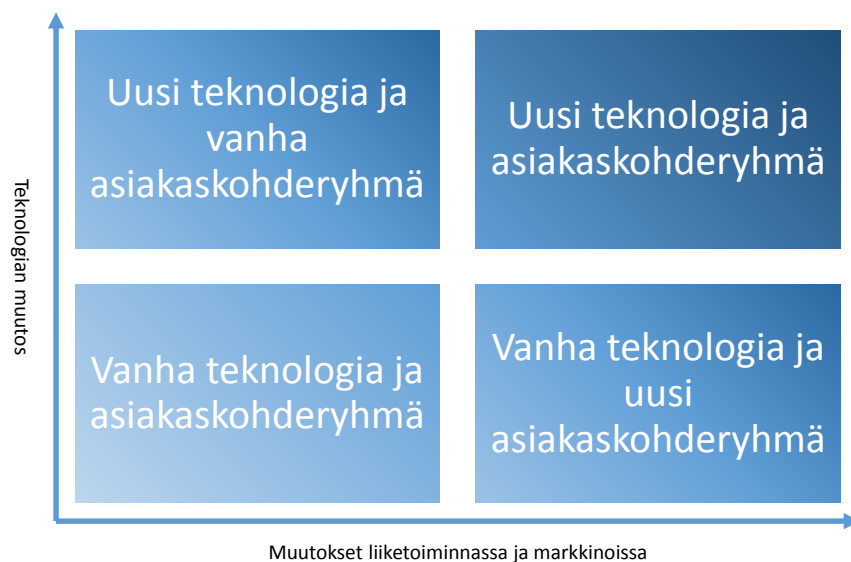 Uusi teknologia ja
vanha
asiakaskohderyhmä
Uusi teknologia ja
asiakaskohderyhmä
Teknologian muutos
Vanha teknologia ja
asiakaskohderyhmä
Vanha teknologia ja
uusi
asiakaskohderyhmä
Muutokset liiketoiminnassa ja markkinoissa